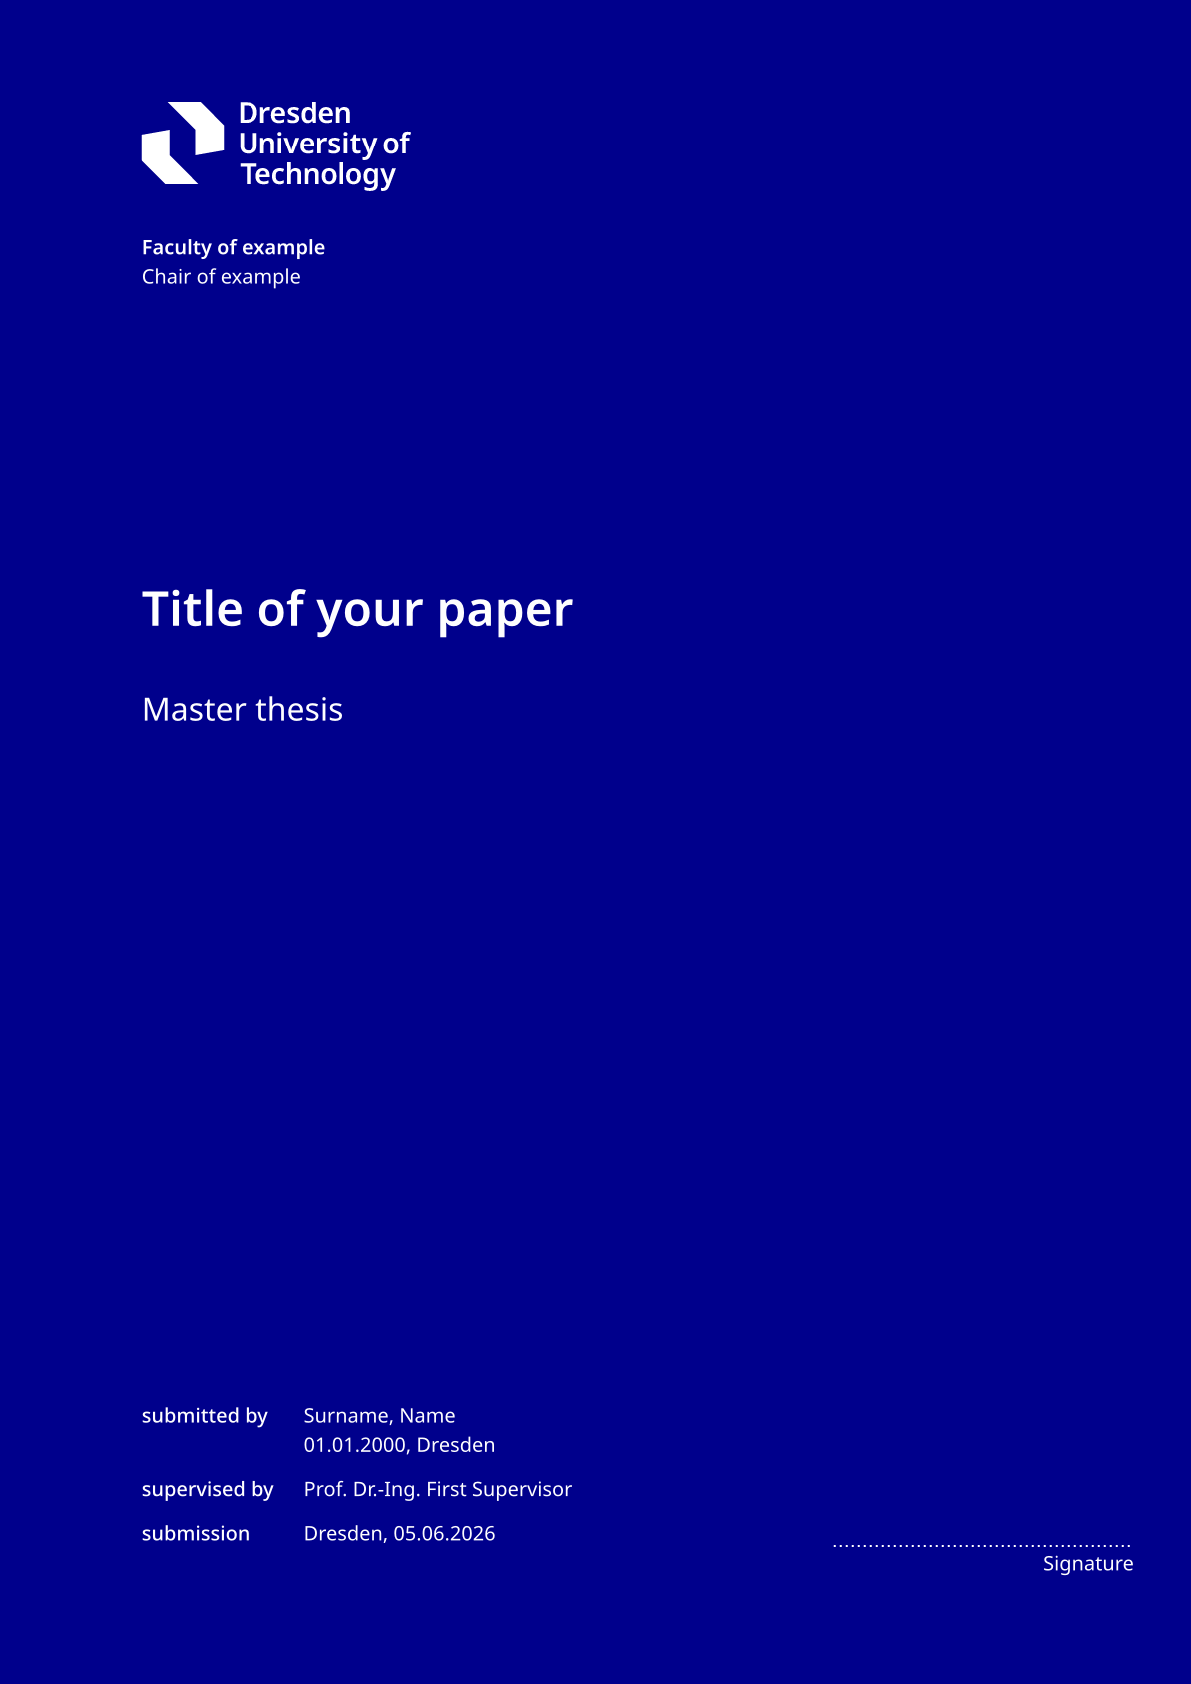 Dresden
University of
Technology
Faculty of example
Chair of example
Title of your paper
Master thesis
submitted by Surname, Name
01.01.2000, Dresden
supervised by Prof. Dr.-Ing. First Supervisor
submission Dresden, 05.06.2026
Signature